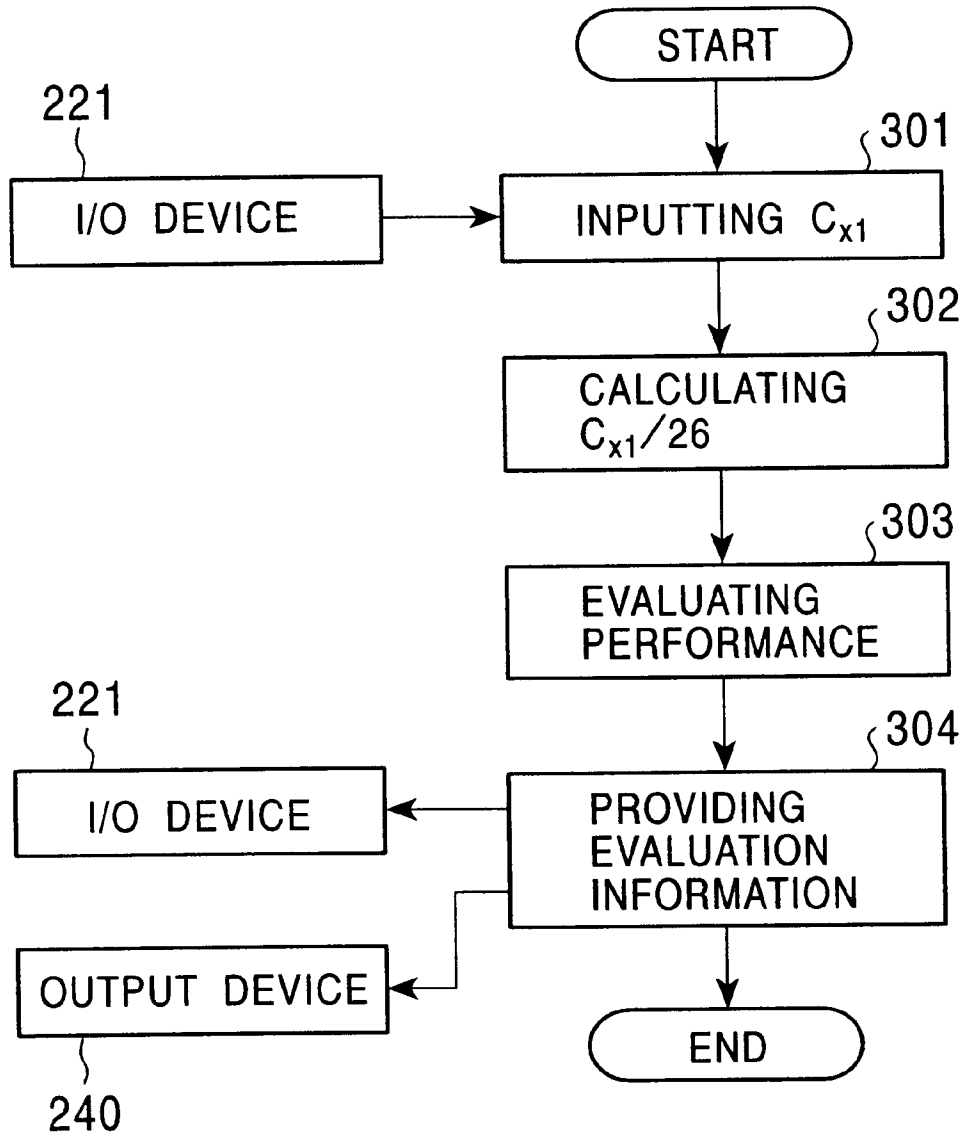 START
221
301
I/O DEVICE
INPUTTING Cx1
302
CALCULATING
Cx1/26
303
EVALUATING
PERFORMANCE
221
304
I/O DEVICE
PROVIDING
EVALUATION
INFORMATION
OUTPUT DEVICE
END
240